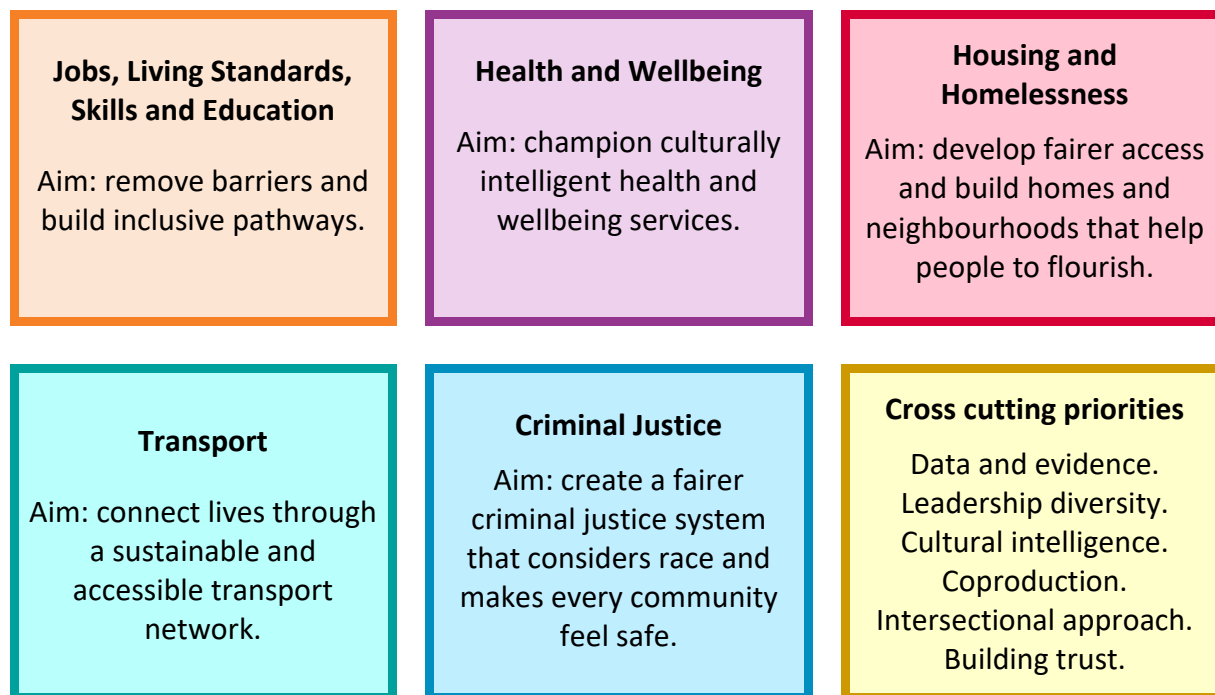 Jobs, Living Standards,
Skills and Education
Aim: remove barriers and
build inclusive pathways.
Health and Wellbeing
Aim: champion culturally
intelligent health and
wellbeing services.
Housing and
Homelessness
Aim: develop fairer access
and build homes and
neighbourhoods that help
people to flourish.
Transport
Aim: connect lives through
a sustainable and
accessible transport
network.
Criminal Justice
Aim: create a fairer
criminal justice system
that considers race and
makes every community
feel safe.
Cross cutting priorities
Data and evidence.
Leadership diversity.
Cultural intelligence.
Coproduction.
Intersectional approach.
Building trust.